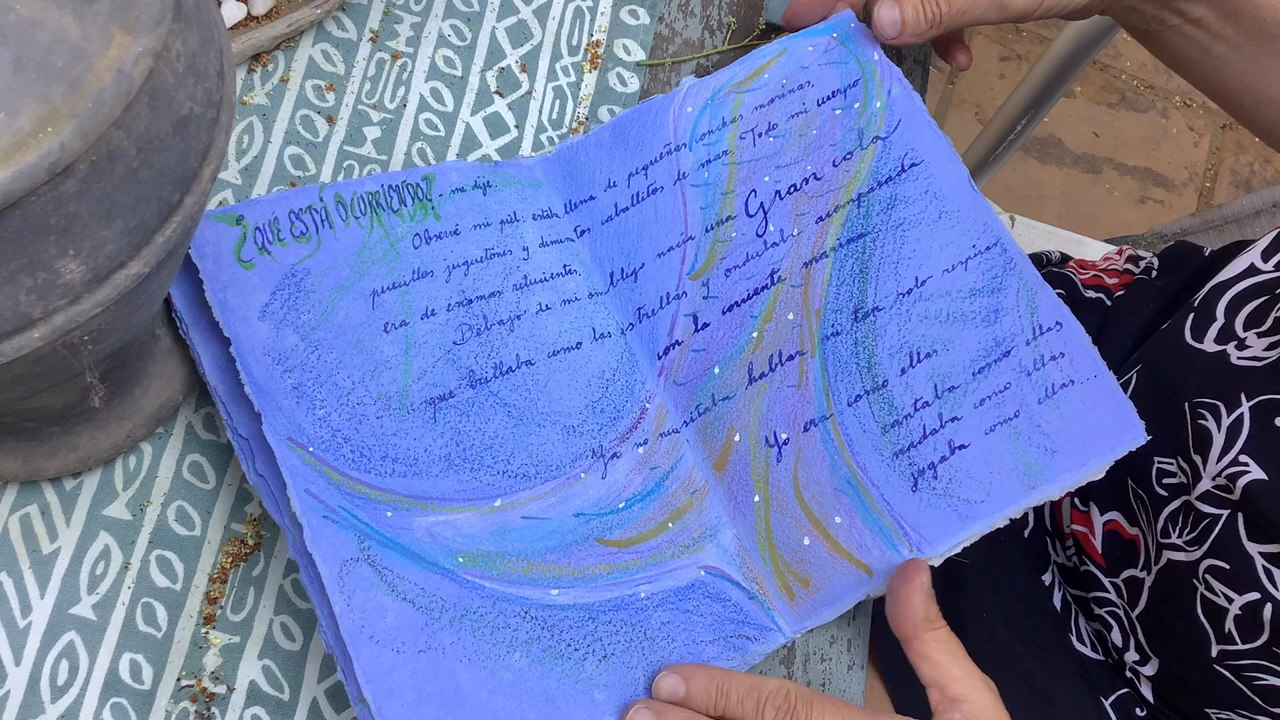 ¿QUÉ ESTÁ OCURRIENDO? - me dije.
Observé mi piel: estaba llena de pequeñas conchas marinas,
pececillos juguetones y diminutos caballitos de mar. Todo mi cuerpo
era de escamas relucientes.
Debajo de mi ombligo nacía una Gran cola
que brillaba como las estrellas y ondulaba acompasada
con la corriente marina.
Ya no necesitaba hablar, ni tan solo respirar.
Yo era como ellas.
cantaba como ellas
nadaba como ellas
jugaba como ellas...